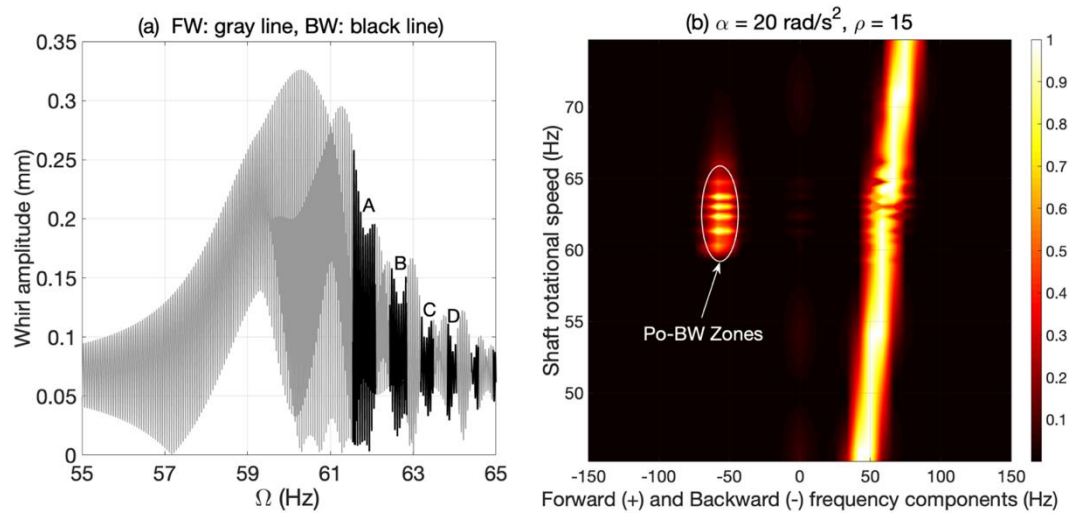 (a) FW: gray line, BW: black line)
0.35
0.3
0.25
0.2
0.15
0.1
0.05
0
Whirl amplitude (mm)
A
B
C
D
55 57 59 61 63 65
Ω (Hz)
(b) α = 20 rad/s², ρ = 15
70
65
60
55
50
Shaft rotational speed (Hz)
Po-BW Zones
-150 -100 -50 0 50 100 150
Forward (+) and Backward (-) frequency components (Hz)
1
0.9
0.8
0.7
0.6
0.5
0.4
0.3
0.2
0.1